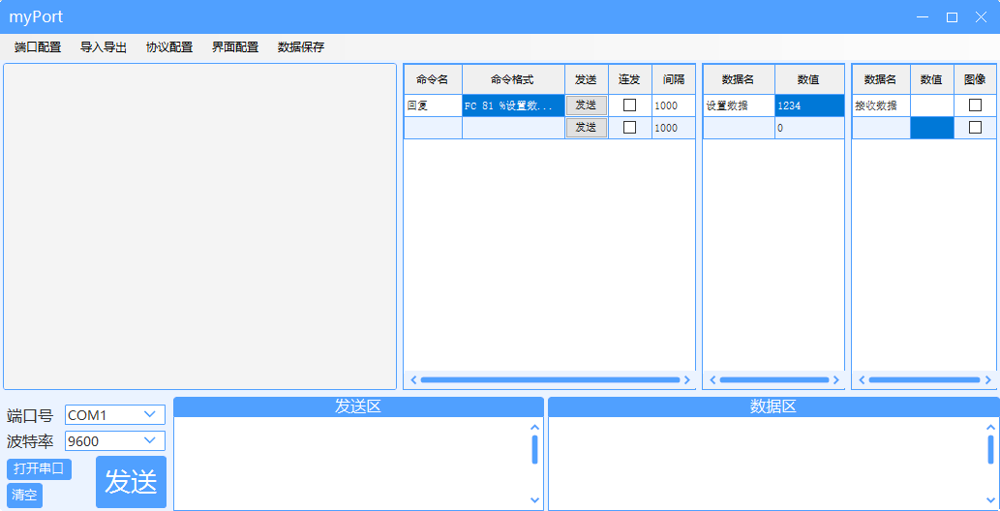 myPort
端口配置 导入导出 协议配置 界面配置 数据保存
命令名 命令格式 发送 连发 间隔 数据名 数值 数据名 数值 图像
回复 FC 81 %设置数... 发送 1000 设置数据 1234 接收数据
发送 1000 0
发送区 数据区
端口号 COM1
波特率 9600
打开串口
发送
清空